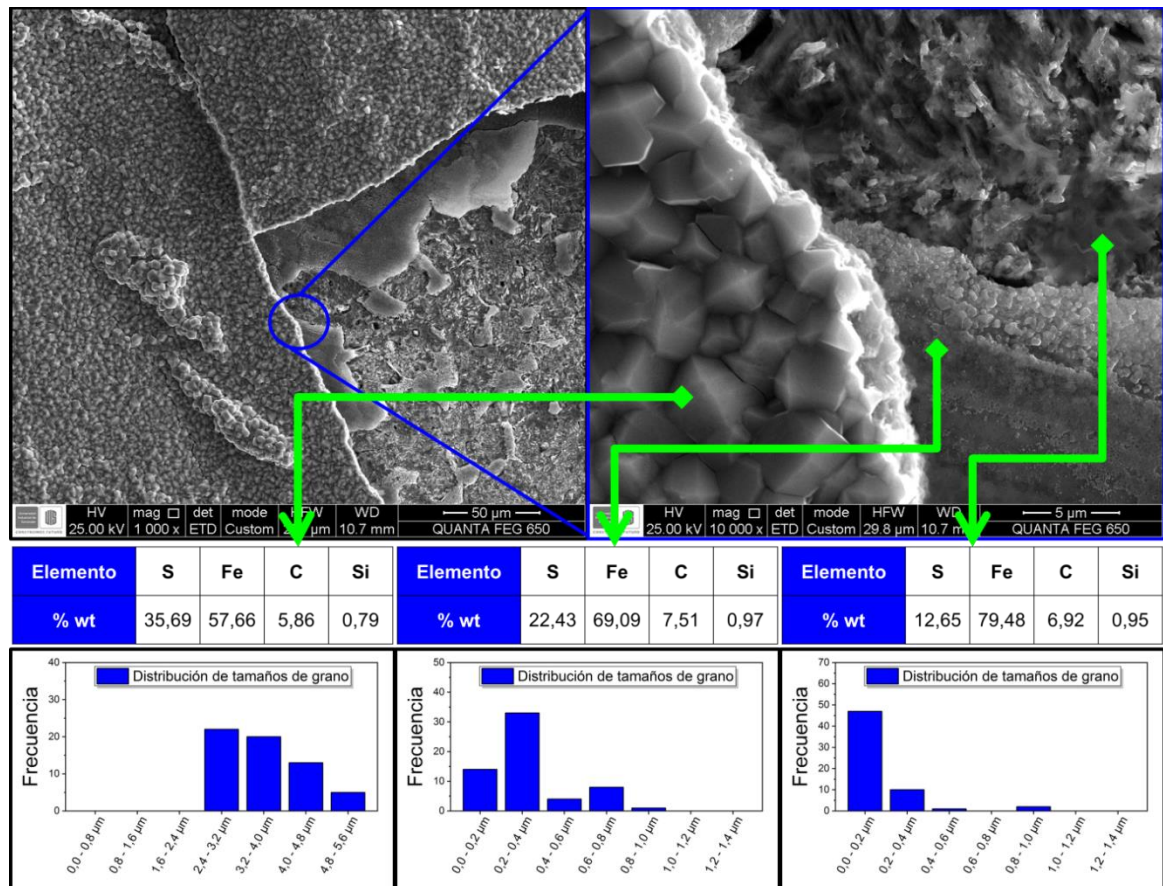 HV mag □ det mode HFW WD
25.00 kV 1 000 x ETD Custom µm 10.7 mm
50 µm
QUANTA FEG 650
HV mag □ det mode HFW WD
25.00 kV 10 000 x ETD Custom 29.8 µm 10.7
5 µm
QUANTA FEG 650
Elemento S Fe C Si
% wt 35,69 57,66 5,86 0,79
Elemento S Fe C Si
% wt 22,43 69,09 7,51 0,97
Elemento S Fe C Si
% wt 12,65 79,48 6,92 0,95
Distribución de tamaños de grano
Frecuencia
40
30
20
10
0
0,0 - 0,8 µm
0,8 - 1,6 µm
1,6 - 2,4 µm
2,4 - 3,2 µm
3,2 - 4,0 µm
4,0 - 4,8 µm
4,8 - 5,6 µm
Distribución de tamaños de grano
Frecuencia
50
40
30
20
10
0
0,0 - 0,2 µm
0,2 - 0,4 µm
0,4 - 0,6 µm
0,6 - 0,8 µm
0,8 - 1,0 µm
1,0 - 1,2 µm
1,2 - 1,4 µm
Distribución de tamaños de grano
Frecuencia
70
60
50
40
30
20
10
0
0,0 - 0,2 µm
0,2 - 0,4 µm
0,4 - 0,6 µm
0,6 - 0,8 µm
0,8 - 1,0 µm
1,0 - 1,2 µm
1,2 - 1,4 µm